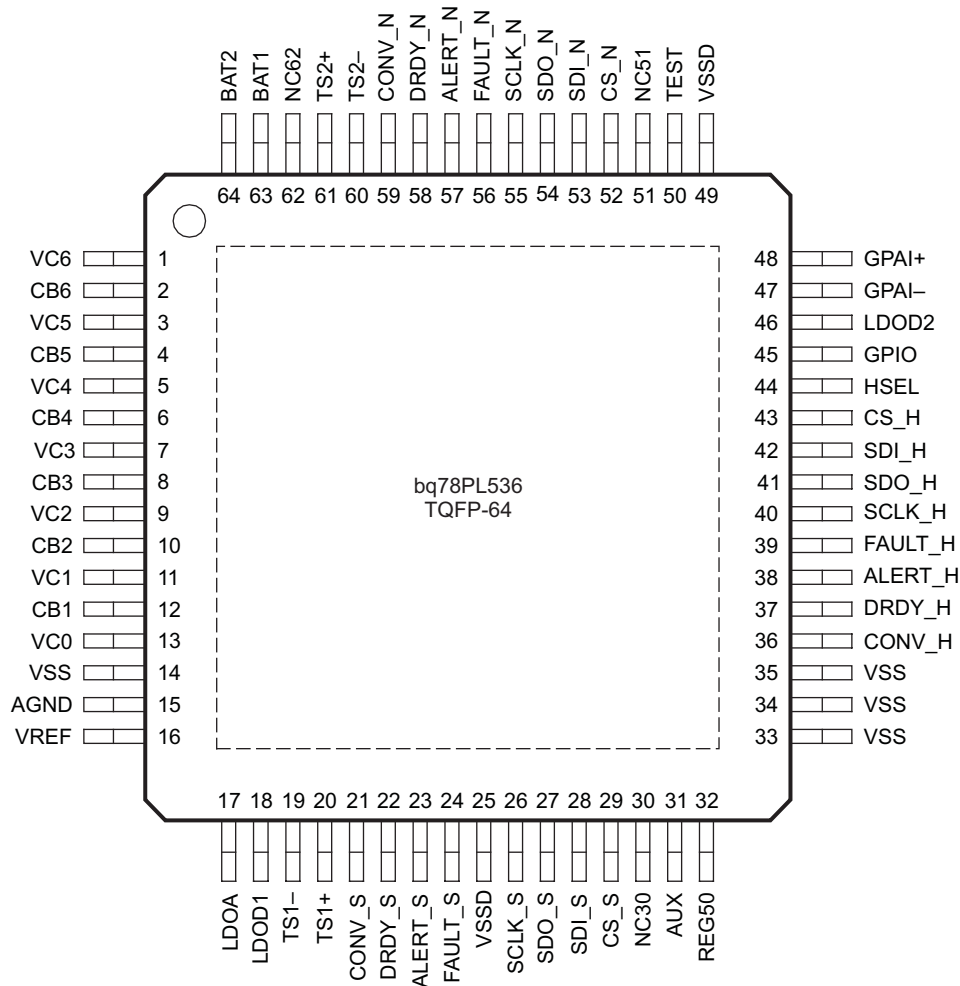 BAT2
BAT1
NC62
TS2+
TS2–
CONV_N
DRDY_N
ALERT_N
FAULT_N
SCLK_N
SDO_N
SDI_N
CS_N
NC51
TEST
VSSD
64 63 62 61 60 59 58 57 56 55 54 53 52 51 50 49
VC6 1
CB6 2
VC5 3
CB5 4
VC4 5
CB4 6
VC3 7
CB3 8
VC2 9
CB2 10
VC1 11
CB1 12
VC0 13
VSS 14
AGND 15
VREF 16
bq78PL536
TQFP-64
48 GPAI+
47 GPAI–
46 LDOD2
45 GPIO
44 HSEL
43 CS_H
42 SDI_H
41 SDO_H
40 SCLK_H
39 FAULT_H
38 ALERT_H
37 DRDY_H
36 CONV_H
35 VSS
34 VSS
33 VSS
17 18 19 20 21 22 23 24 25 26 27 28 29 30 31 32
LDOA
LDOD1
TS1–
TS1+
CONV_S
DRDY_S
ALERT_S
FAULT_S
VSSD
SCLK_S
SDO_S
SDI_S
CS_S
NC30
AUX
REG50